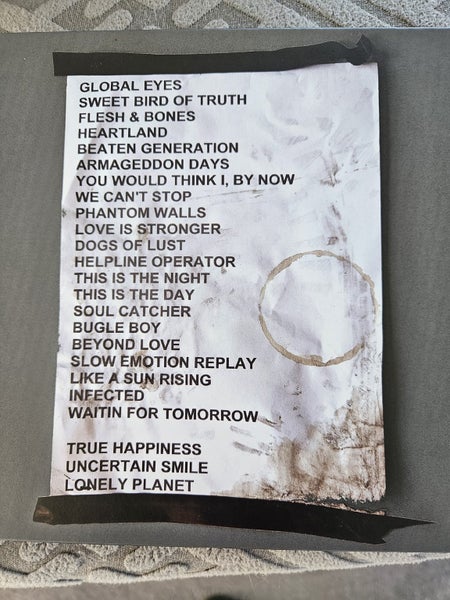 GLOBAL EYES
SWEET BIRD OF TRUTH
FLESH & BONES
HEARTLAND
BEATEN GENERATION
ARMAGEDDON DAYS
YOU WOULD THINK I, BY NOW
WE CAN'T STOP
PHANTOM WALLS
LOVE IS STRONGER
DOGS OF LUST
HELPLINE OPERATOR
THIS IS THE NIGHT
THIS IS THE DAY
SOUL CATCHER
BUGLE BOY
BEYOND LOVE
SLOW EMOTION REPLAY
LIKE A SUN RISING
INFECTED
WAITIN FOR TOMORROW
TRUE HAPPINESS
UNCERTAIN SMILE
LONELY PLANET